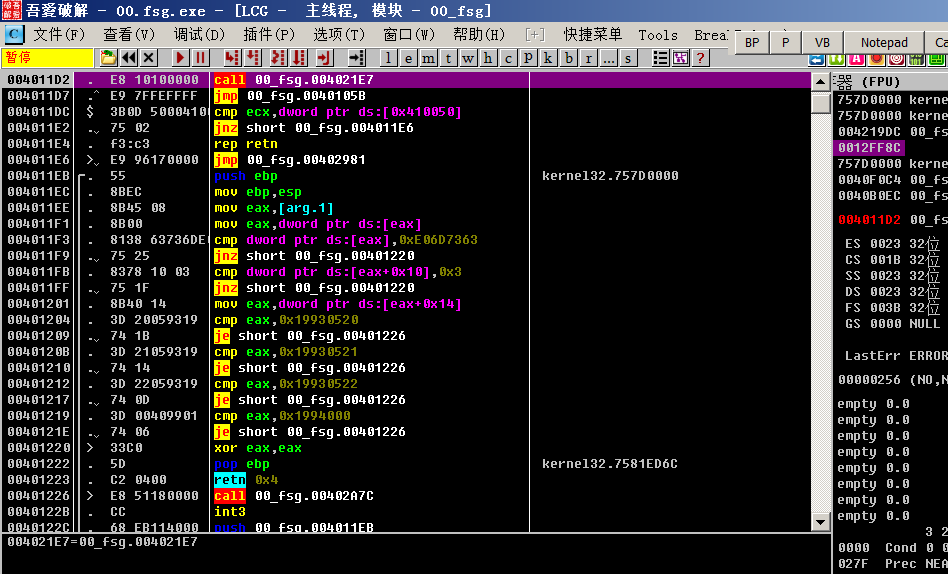 吾爱破解 - 00.fsg.exe - [LCG -  主线程, 模块 - 00_fsg]
C 文件(F) 查看(V) 调试(D) 插件(P) 选项(T) 窗口(W) 帮助(H) [+] 快捷菜单 Tools Brea BP P VB Notepad Ca
暂停 l e m t w h c p k b r ... s ?
004011D2 . E8 10100000 call 00_fsg.004021E7
004011D7 .^ E9 7FFEFFFF jmp 00_fsg.0040105B
004011DC $ 3B0D 5000410 cmp ecx,dword ptr ds:[0x410050]
004011E2 .v 75 02 jnz short 00_fsg.004011E6
004011E4 . f3:c3 rep retn
004011E6 >v E9 96170000 jmp 00_fsg.00402981
004011EB . 55 push ebp kernel32.757D0000
004011EC . 8BEC mov ebp,esp
004011EE . 8B45 08 mov eax,[arg.1]
004011F1 . 8B00 mov eax,dword ptr ds:[eax]
004011F3 . 8138 63736DE cmp dword ptr ds:[eax],0xE06D7363
004011F9 .v 75 25 jnz short 00_fsg.00401220
004011FB . 8378 10 03 cmp dword ptr ds:[eax+0x10],0x3
004011FF .v 75 1F jnz short 00_fsg.00401220
00401201 . 8B40 14 mov eax,dword ptr ds:[eax+0x14]
00401204 . 3D 20059319 cmp eax,0x19930520
00401209 .v 74 1B je short 00_fsg.00401226
0040120B . 3D 21059319 cmp eax,0x19930521
00401210 .v 74 14 je short 00_fsg.00401226
00401212 . 3D 22059319 cmp eax,0x19930522
00401217 .v 74 0D je short 00_fsg.00401226
00401219 . 3D 00409901 cmp eax,0x1994000
0040121E .v 74 06 je short 00_fsg.00401226
00401220 > 33C0 xor eax,eax
00401222 . 5D pop ebp kernel32.7581ED6C
00401223 . C2 0400 retn 0x4
00401226 > E8 51180000 call 00_fsg.00402A7C
0040122B . CC int3
0040122C . 68 EB114000 push 00_fsg.004011EB
004021E7=00_fsg.004021E7
器 (FPU)
757D0000 kerne
757D0000 kerne
004219DC 00_fs
0012FF8C
757D0000 kerne
0040F0C4 00_fs
0040B0EC 00_fs
004011D2 00_fs
ES 0023 32位
CS 001B 32位
SS 0023 32位
DS 0023 32位
FS 003B 32位
GS 0000 NULL
LastErr ERROR
00000256 (NO,N
empty 0.0
empty 0.0
empty 0.0
empty 0.0
empty 0.0
empty 0.0
empty 0.0
empty 0.0
3 2
0000 Cond 0 0
027F Prec NEA